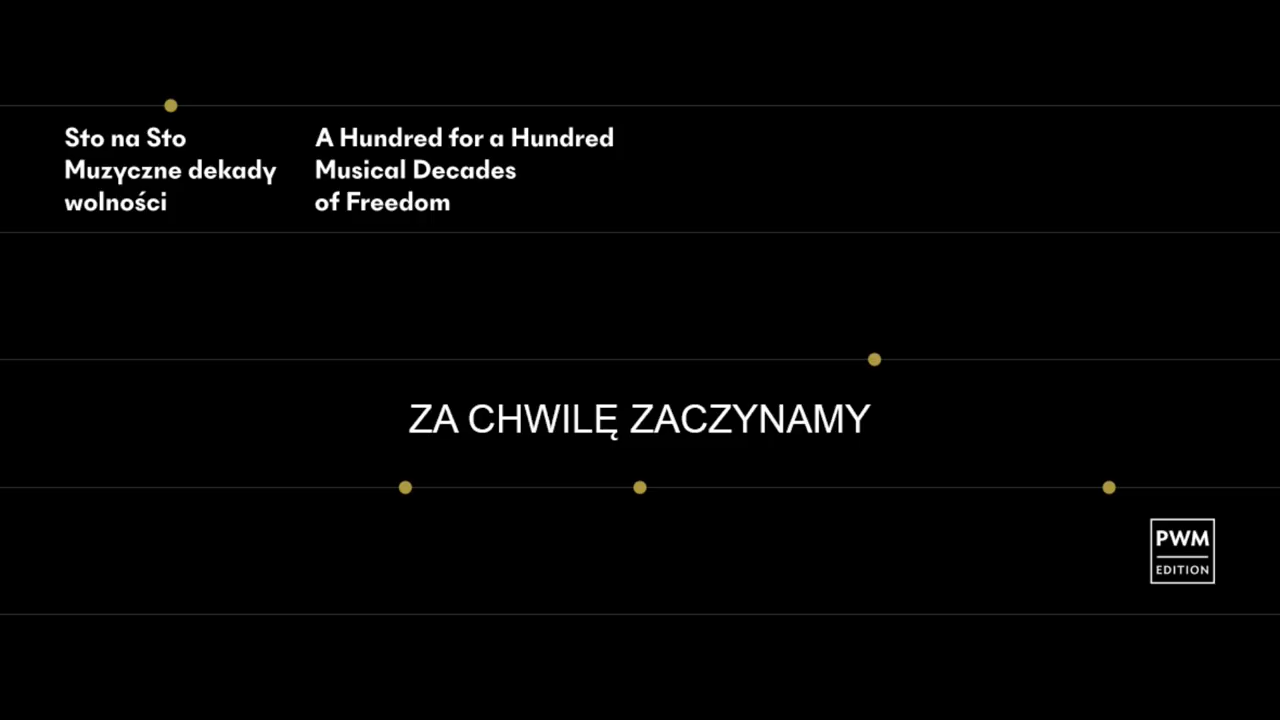 Sto na Sto
Muzyczne dekady
wolności
A Hundred for a Hundred
Musical Decades
of Freedom
ZA CHWILĘ ZACZYNAMY
PWM
EDITION